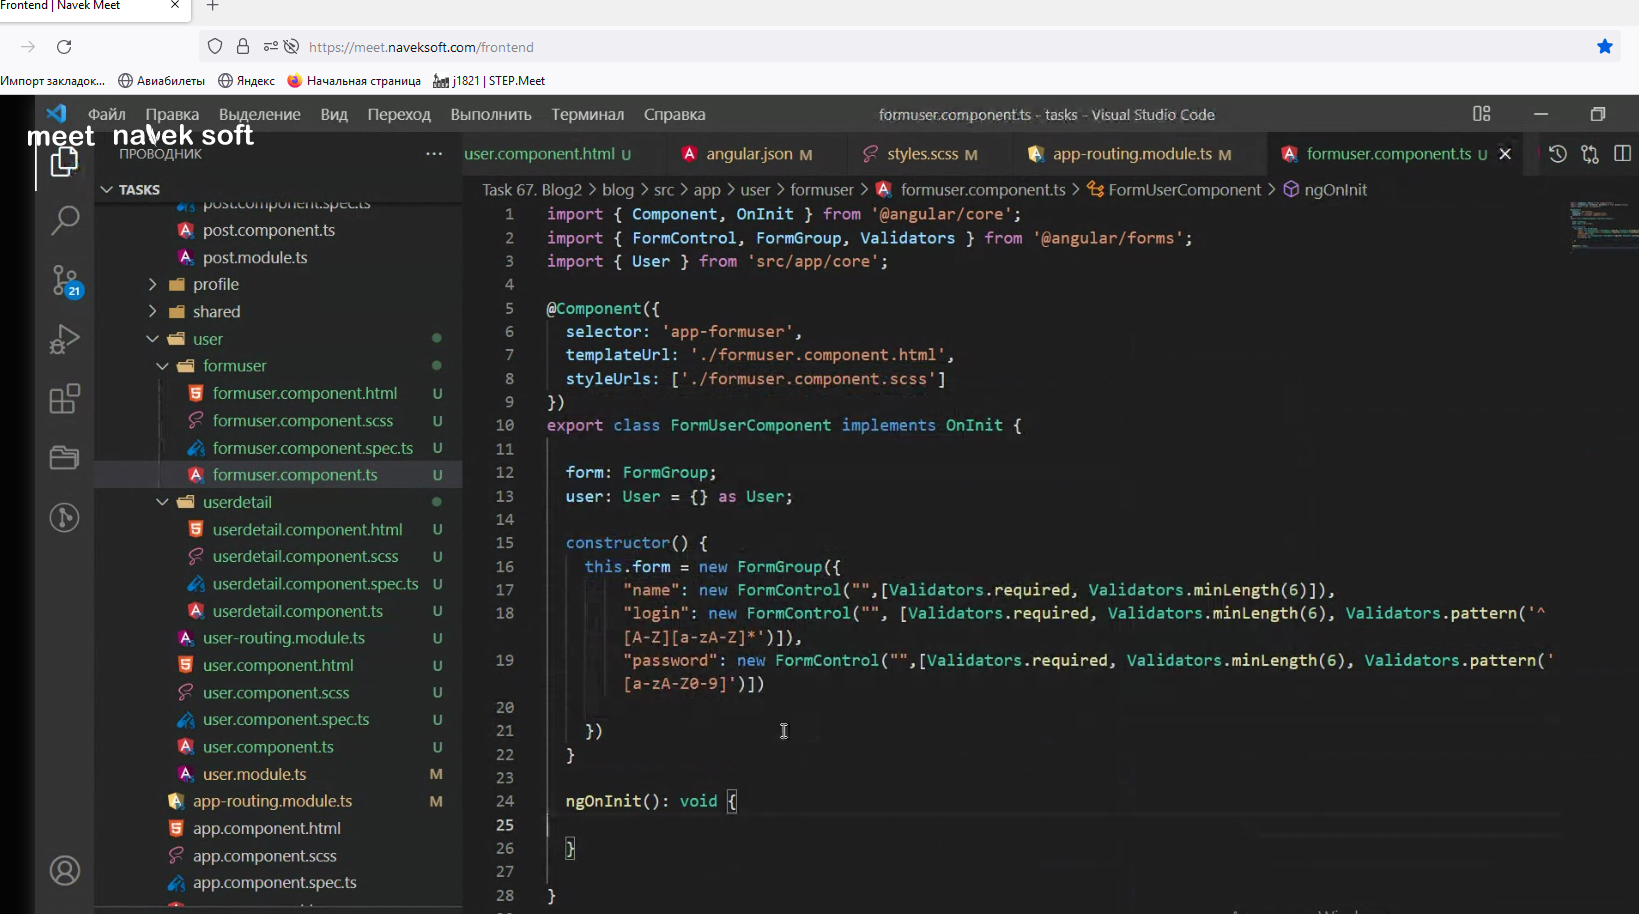 Frontend | Navek Meet
https://meet.naveksoft.com/frontend
Импорт закладок... Авиабилеты Яндекс Начальная страница j1821 | STEP.Meet
Файл Правка Выделение Вид Переход Выполнить Терминал Справка formuser.component.ts - tasks - Visual Studio Code
meet navek soft
ПРОВОДНИК
user.component.html U angular.json M styles.scss M app-routing.module.ts M formuser.component.ts U
TASKS
Task 67. Blog2 > blog > src > app > user > formuser > formuser.component.ts > FormUserComponent > ngOnInit
post.component.spec.ts
post.component.ts
post.module.ts
profile
shared
user
formuser
formuser.component.html U
formuser.component.scss U
formuser.component.spec.ts U
formuser.component.ts U
userdetail
userdetail.component.html U
userdetail.component.scss U
userdetail.component.spec.ts U
userdetail.component.ts U
user-routing.module.ts U
user.component.html U
user.component.scss U
user.component.spec.ts U
user.component.ts U
user.module.ts M
app-routing.module.ts M
app.component.html
app.component.scss
app.component.spec.ts
21
1 import { Component, OnInit } from '@angular/core';
2 import { FormControl, FormGroup, Validators } from '@angular/forms';
3 import { User } from 'src/app/core';
4
5 @Component({
6 selector: 'app-formuser',
7 templateUrl: './formuser.component.html',
8 styleUrls: ['./formuser.component.scss']
9 })
10 export class FormUserComponent implements OnInit {
11
12 form: FormGroup;
13 user: User = {} as User;
14
15 constructor() {
16 this.form = new FormGroup({
17 "name": new FormControl("",[Validators.required, Validators.minLength(6)]),
18 "login": new FormControl("", [Validators.required, Validators.minLength(6), Validators.pattern('^
[A-Z][a-zA-Z]*')]),
19 "password": new FormControl("",[Validators.required, Validators.minLength(6), Validators.pattern('
[a-zA-Z0-9]')])
20
21 })
22 }
23
24 ngOnInit(): void {
25
26 }
27
28 }